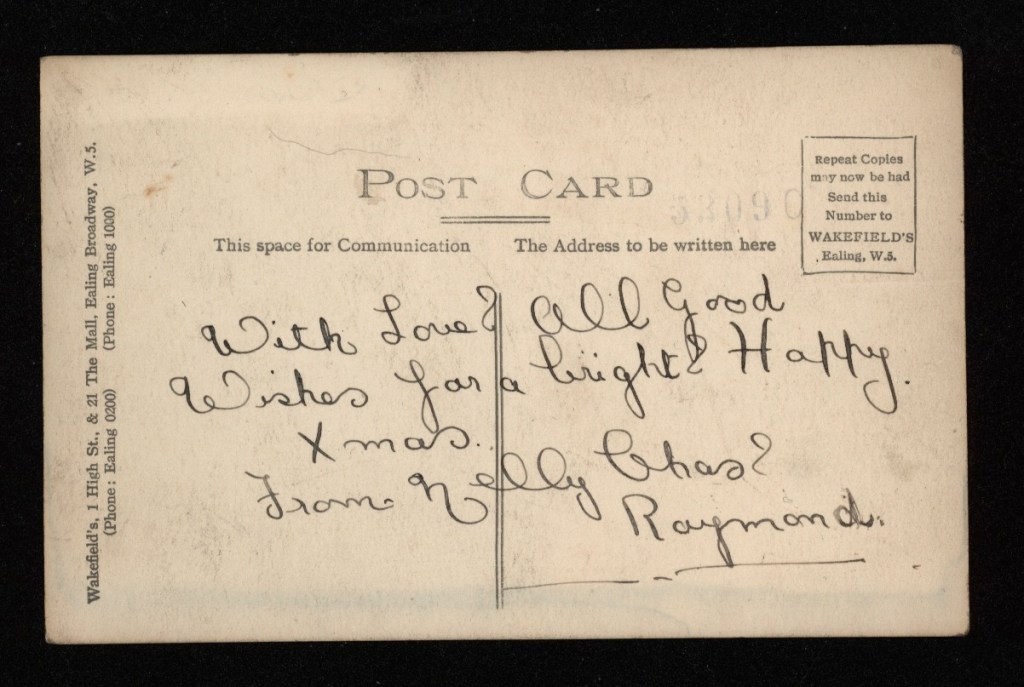 POST CARD
This space for Communication
The Address to be written here
Repeat Copies
may now be had
Send this
Number to
WAKEFIELD'S
Ealing, W.5.
Wakefield's, 1 High St., & 21 The Mall, Ealing Broadway, W.5.
(Phone: Ealing 0200) (Phone: Ealing 1000)
With Love & All Good
Wishes for a bright & Happy.
Xmas.
From Nelly Chas &
Raymond.